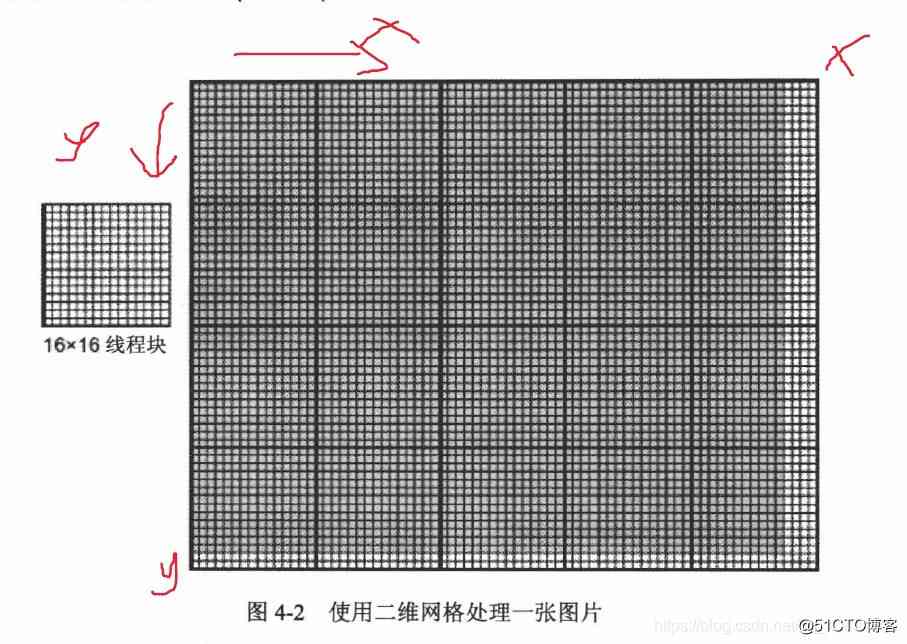 x
x
y
16×16 线程块
y
图 4-2 使用二维网格处理一张图片
https://blog.csdn.net
@51CTO博客